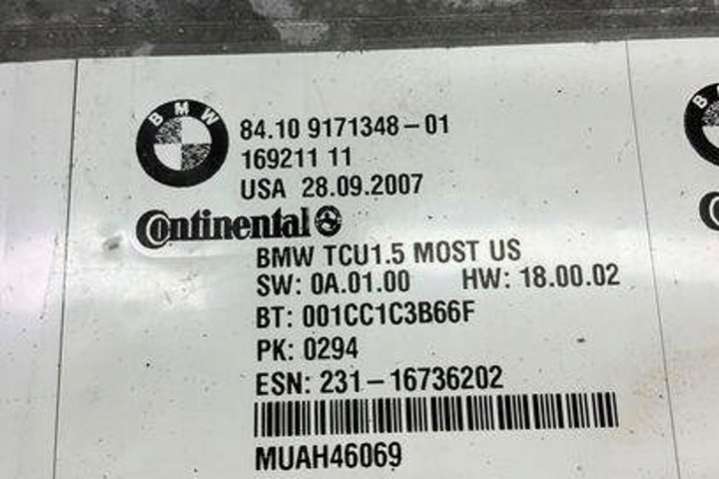 BMW
84.10 9171348-01
169211 11
USA 28.09.2007
Continental
BMW TCU1.5 MOST US
SW: 0A.01.00 HW: 18.00.02
BT: 001CC1C3B66F
PK: 0294
ESN: 231-16736202
MUAH46069